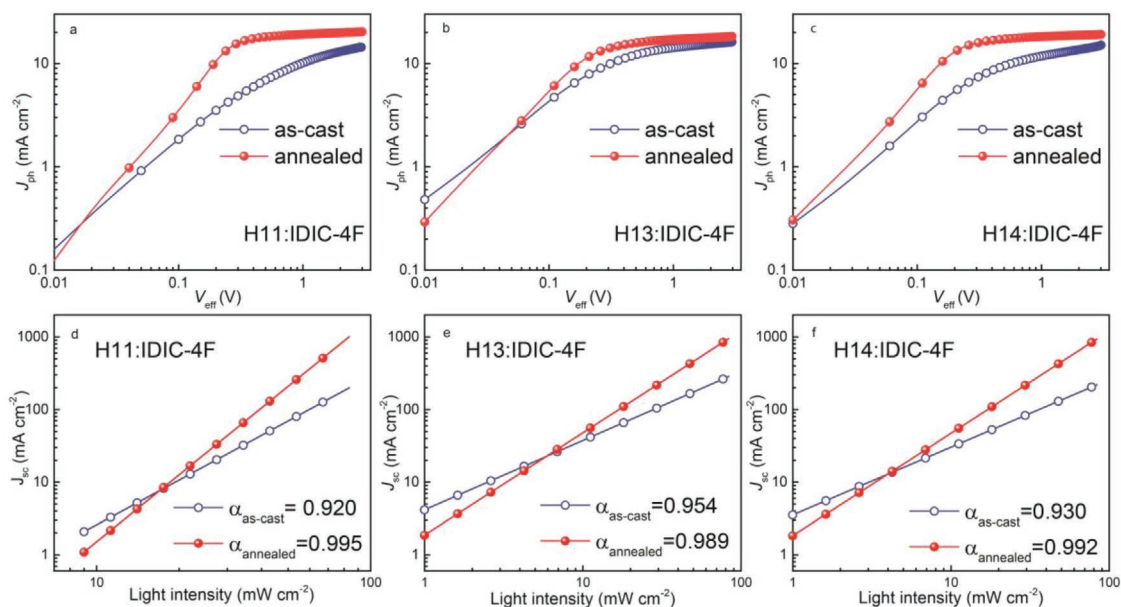 a
J_ph (mA cm⁻²)
10
1
0.1
0.01
0.1
1
V_eff (V)
as-cast
annealed
H11:IDIC-4F
b
J_ph (mA cm⁻²)
10
1
0.1
0.01
0.1
1
V_eff (V)
as-cast
annealed
H13:IDIC-4F
c
J_ph (mA cm⁻²)
10
1
0.1
0.01
0.1
1
V_eff (V)
as-cast
annealed
H14:IDIC-4F
d
H11:IDIC-4F
J_sc (mA cm⁻²)
1000
100
10
1
α_as-cast= 0.920
α_annealed=0.995
10
100
Light intensity (mW cm⁻²)
e
H13:IDIC-4F
J_sc (mA cm⁻²)
1000
100
10
1
α_as-cast=0.954
α_annealed=0.989
1
10
100
Light intensity (mW cm⁻²)
f
H14:IDIC-4F
J_sc (mA cm⁻²)
1000
100
10
1
α_as-cast=0.930
α_annealed=0.992
1
10
100
Light intensity (mW cm⁻²)